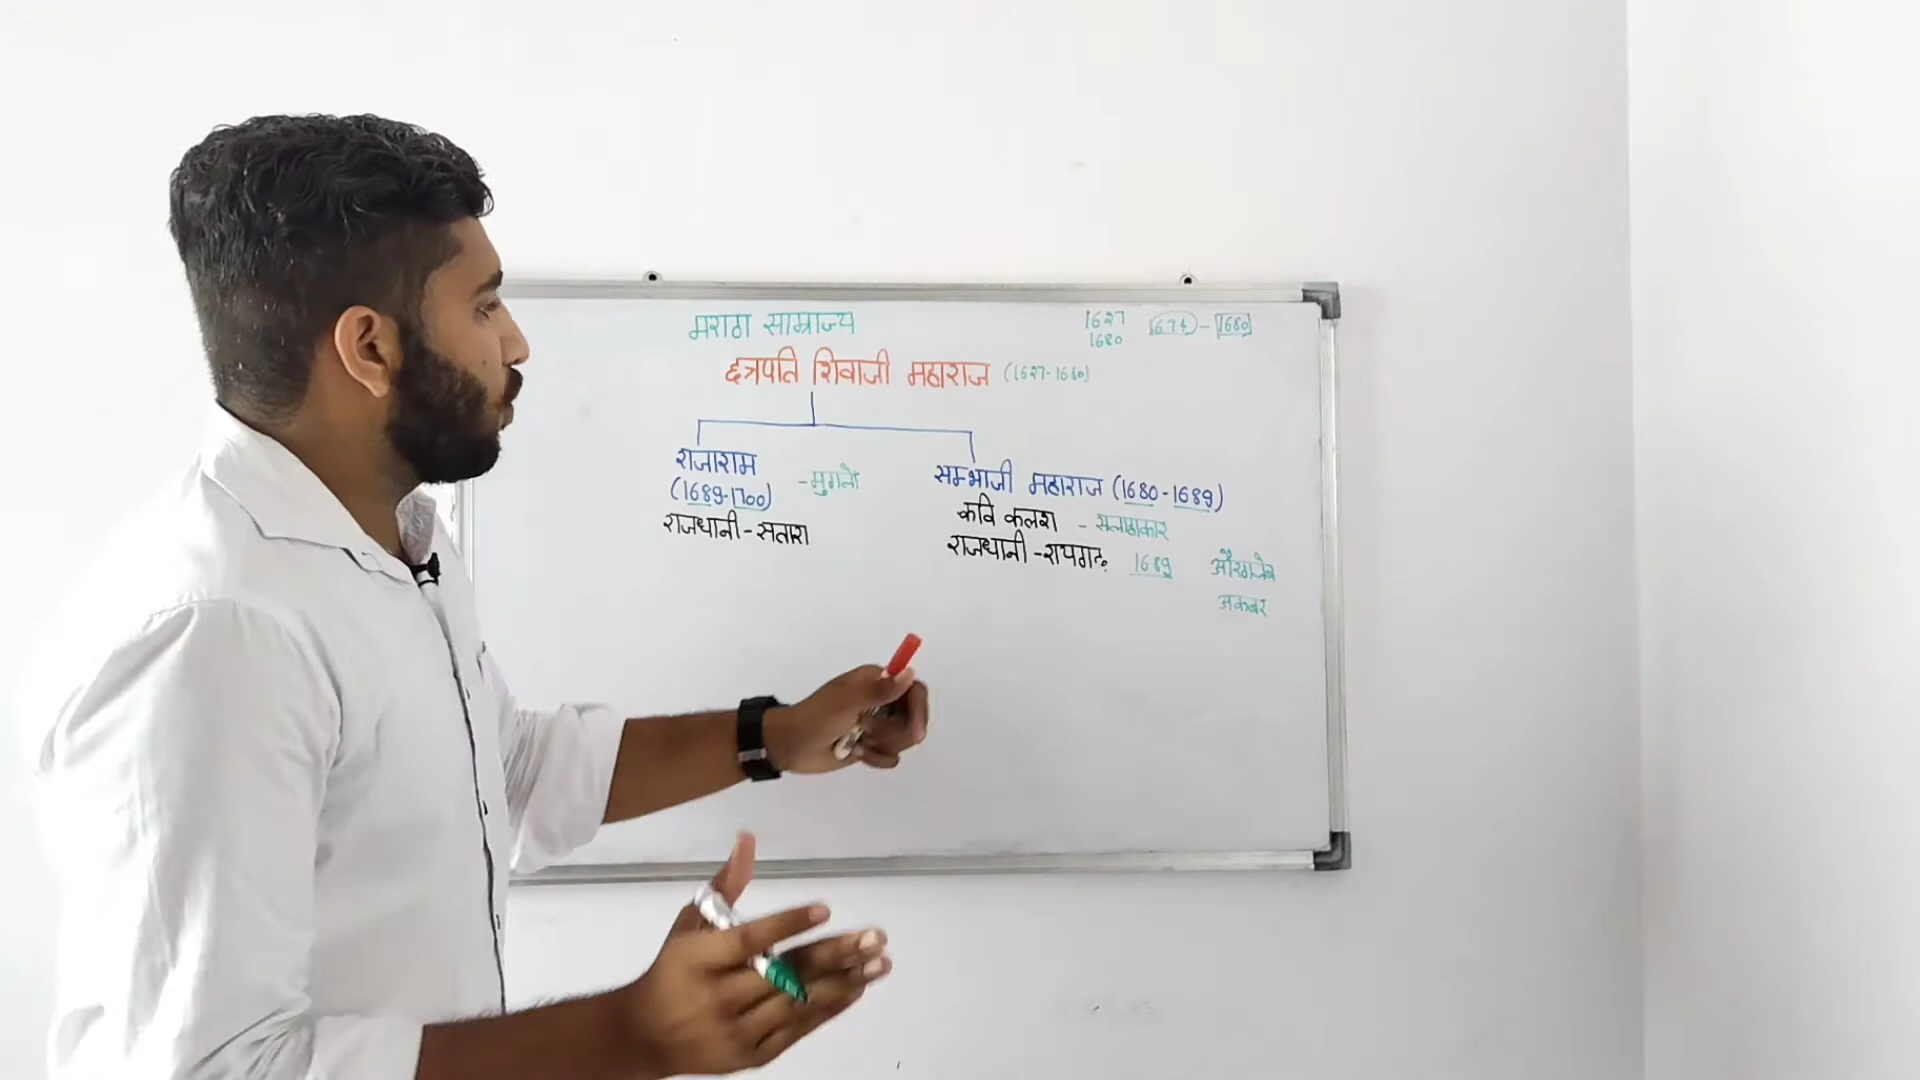 मराठा साम्राज्य
1627
1680
1674 - 1680
छत्रपति शिवाजी महाराज (1627-1680)
राजाराम
(1689-1700)
- मुगलो
राजधानी - सतारा
सम्भाजी महाराज (1680-1689)
कवि कलश - सलाहाकार
राजधानी - रायगढ़ 1689
औरंगजेब
अकबर